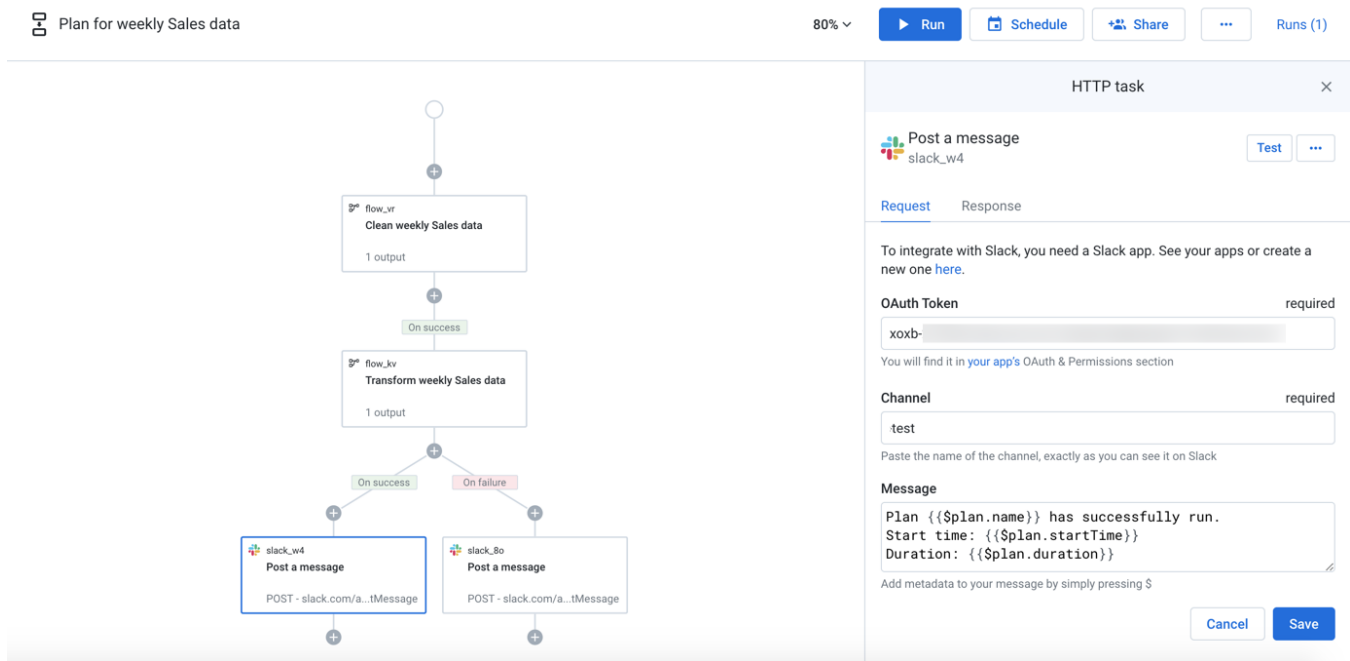 Plan for weekly Sales data
80%
Run
Schedule
Share
...
Runs (1)
HTTP task
Post a message
slack_w4
Test
...
Request
Response
To integrate with Slack, you need a Slack app. See your apps or create a
new one here.
OAuth Token
required
xoxb-
You will find it in your app's OAuth & Permissions section
Channel
required
test
Paste the name of the channel, exactly as you can see it on Slack
Message
Plan {{$plan.name}} has successfully run.
Start time: {{$plan.startTime}}
Duration: {{$plan.duration}}
Add metadata to your message by simply pressing $
Cancel
Save
flow_vr
Clean weekly Sales data
1 output
On success
flow_kv
Transform weekly Sales data
1 output
On success
On failure
slack_w4
Post a message
POST - slack.com/a...tMessage
slack_8o
Post a message
POST - slack.com/a...tMessage